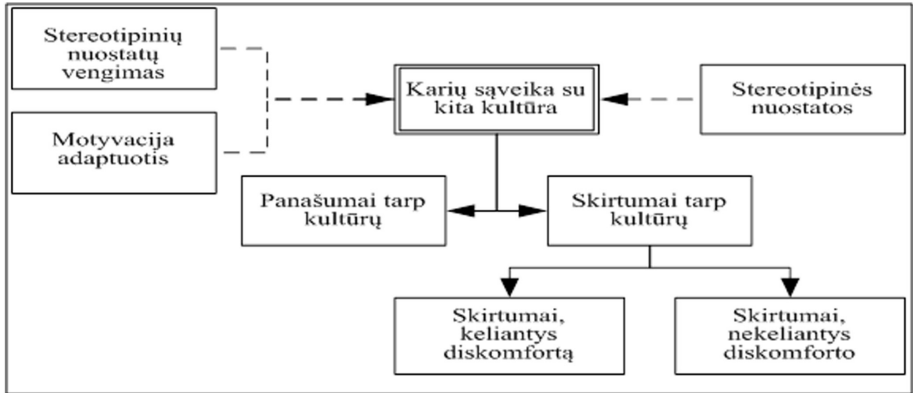 Stereotipinių
nuostatų
vengimas
Karių sąveika su
kita kultūra
Stereotipinės
nuostatos
Motyvacija
adaptuotis
Panašumai tarp
kultūrų
Skirtumai tarp
kultūrų
Skirtumai,
keliantys
diskomfortą
Skirtumai,
nekeliantys
diskomforto